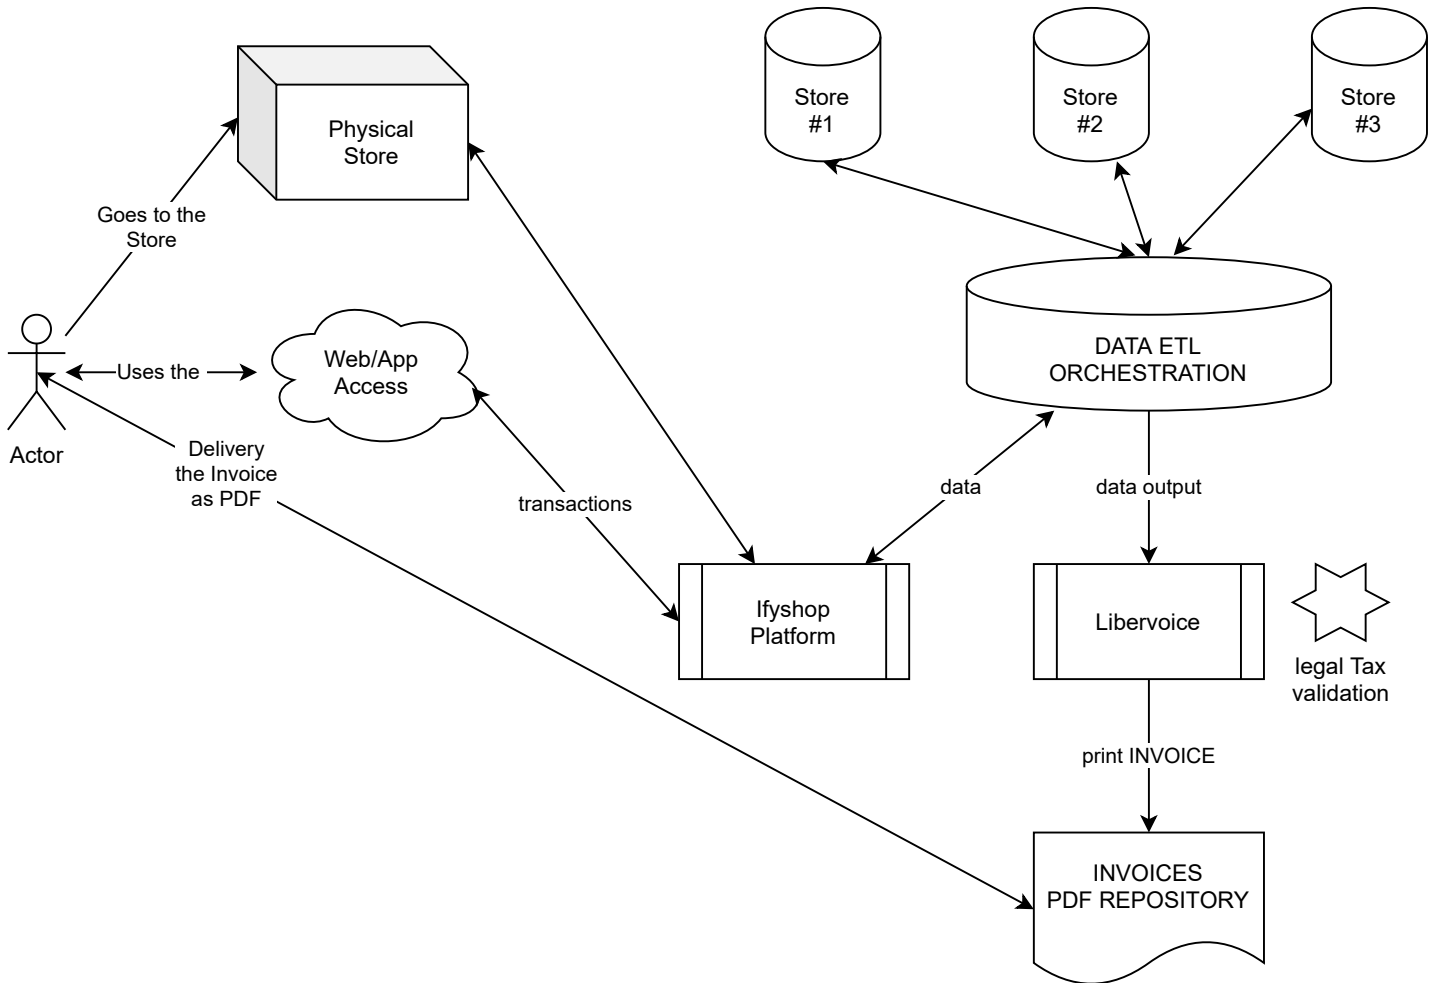 Store
#1
Store
#2
Store
#3
Physical
Store
Goes to the
Store
Web/App
Access
Uses the
Actor
DATA ETL
ORCHESTRATION
Delivery
the Invoice
as PDF
transactions
data
data output
Ifyshop
Platform
Libervoice
legal Tax
validation
print INVOICE
INVOICES
PDF REPOSITORY